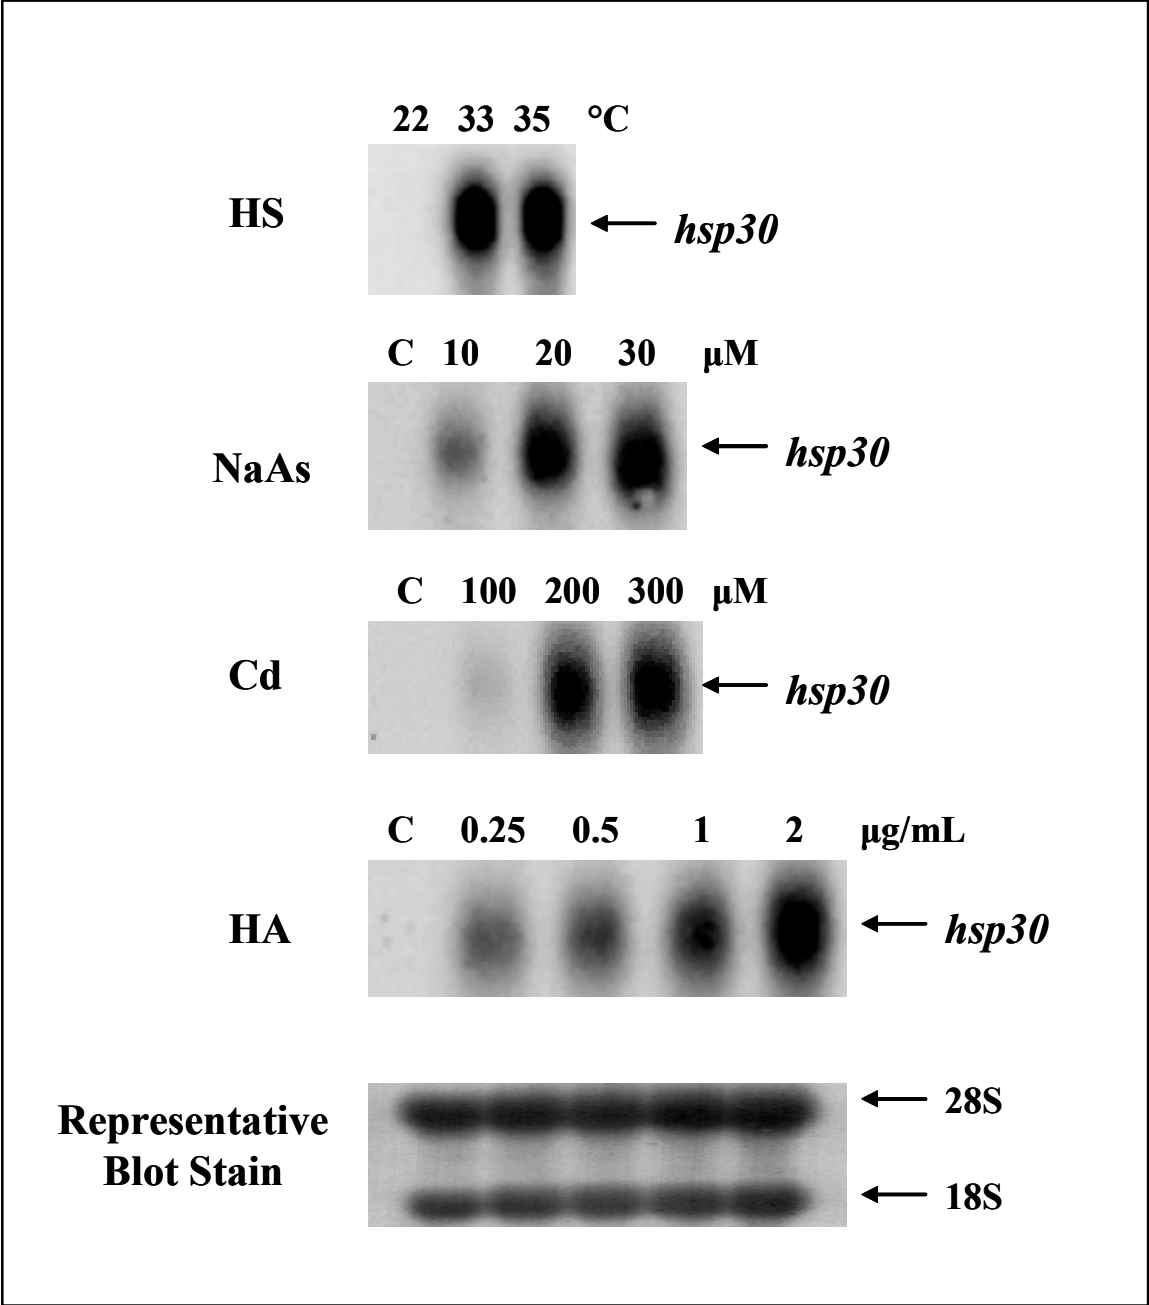 22 33 35 °C
HS
hsp30
C 10 20 30 μM
NaAs
hsp30
C 100 200 300 μM
Cd
hsp30
C 0.25 0.5 1 2 μg/mL
HA
hsp30
Representative
Blot Stain
28S
18S